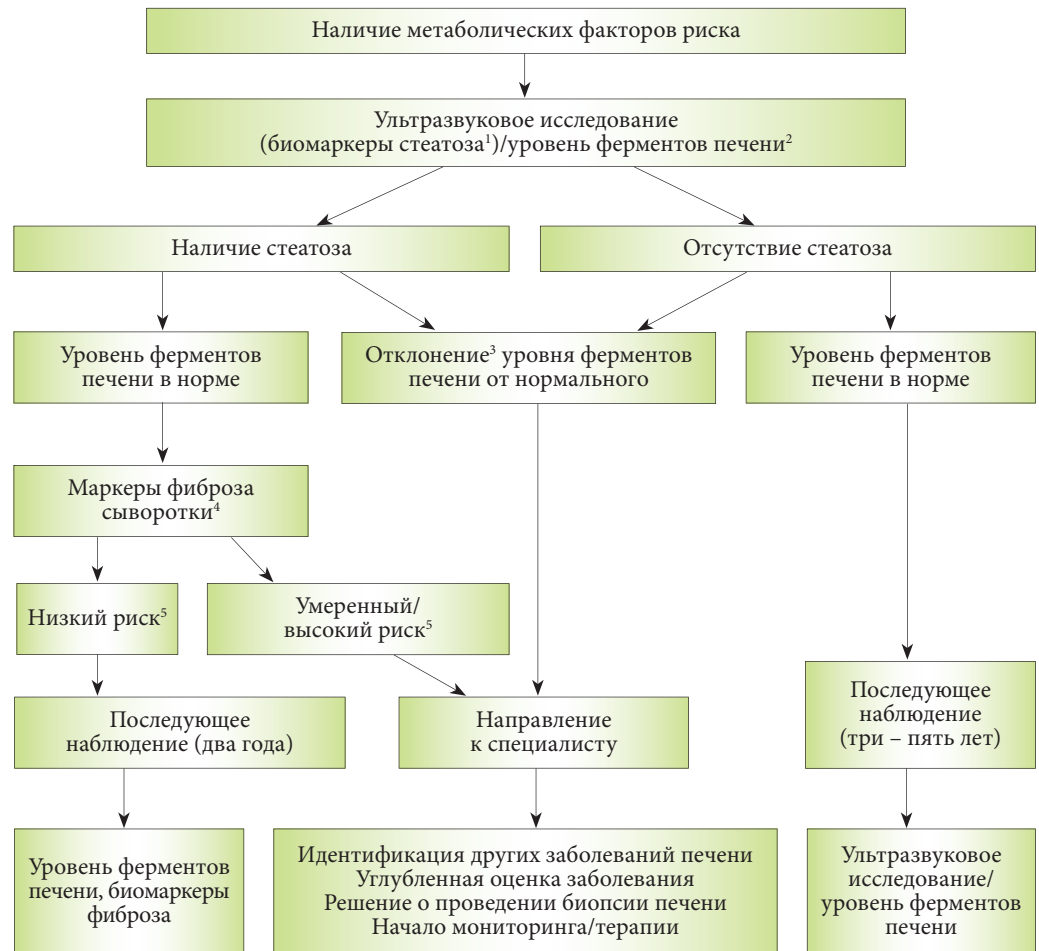 Наличие метаболических факторов риска
Ультразвуковое исследование
(биомаркеры стеатоза¹)/уровень ферментов печени²
Наличие стеатоза
Отсутствие стеатоза
Уровень ферментов
печени в норме
Отклонение³ уровня ферментов
печени от нормального
Уровень ферментов
печени в норме
Маркеры фиброза
сыворотки⁴
Низкий риск⁵
Умеренный/
высокий риск⁵
Последующее
наблюдение (два года)
Направление
к специалисту
Последующее
наблюдение
(три – пять лет)
Уровень ферментов
печени, биомаркеры
фиброза
Идентификация других заболеваний печени
Углубленная оценка заболевания
Решение о проведении биопсии печени
Начало мониторинга/терапии
Ультразвуковое
исследование/
уровень ферментов
печени